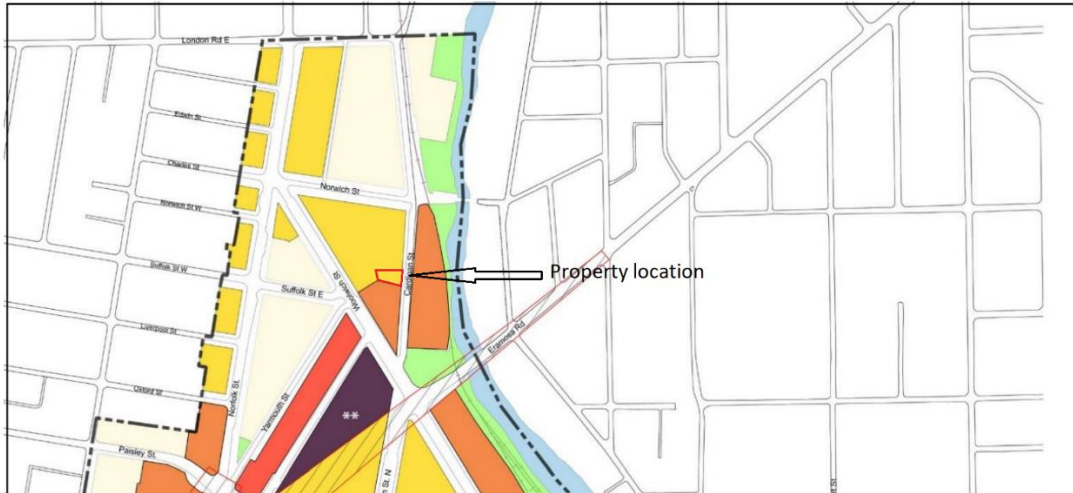 London Rd E
Edwin St
Charles St
Norwich St
Norwich St W
Cardigan St.
Suffolk St W
Property location
Suffolk St E
Woolwich St
Liverpool St
Eramosa Rd
Oxford St
Norfolk St.
Yarmouth St
**
Paisley St.
St. N